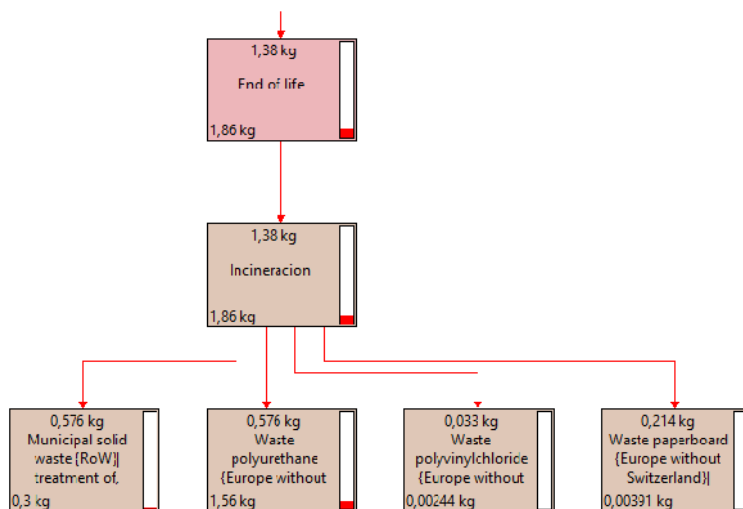 1,38 kg
End of life
1,86 kg
1,38 kg
Incineracion
1,86 kg
0,576 kg
Municipal solid
waste {RoW}|
treatment of,
0,3 kg
0,576 kg
Waste
polyurethane
{Europe without
1,56 kg
0,033 kg
Waste
polyvinylchloride
{Europe without
0,00244 kg
0,214 kg
Waste paperboard
{Europe without
Switzerland}|
0,00391 kg